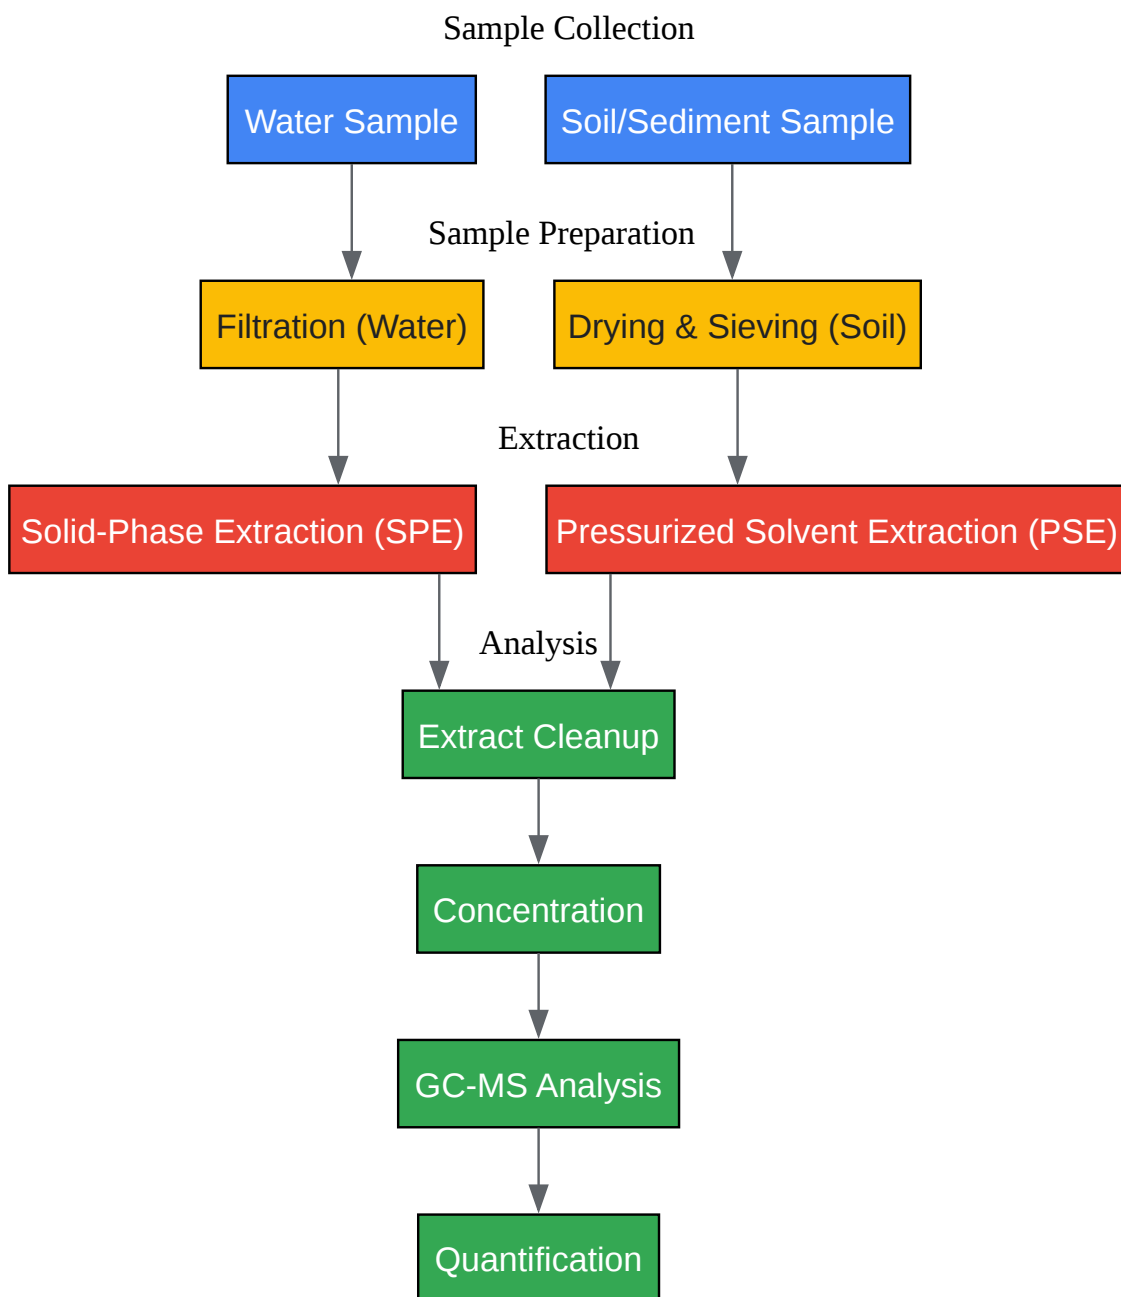 Sample Collection
Water Sample
Soil/Sediment Sample
Sample Preparation
Filtration (Water)
Drying & Sieving (Soil)
Extraction
Solid-Phase Extraction (SPE)
Pressurized Solvent Extraction (PSE)
Analysis
Extract Cleanup
Concentration
GC-MS Analysis
Quantification